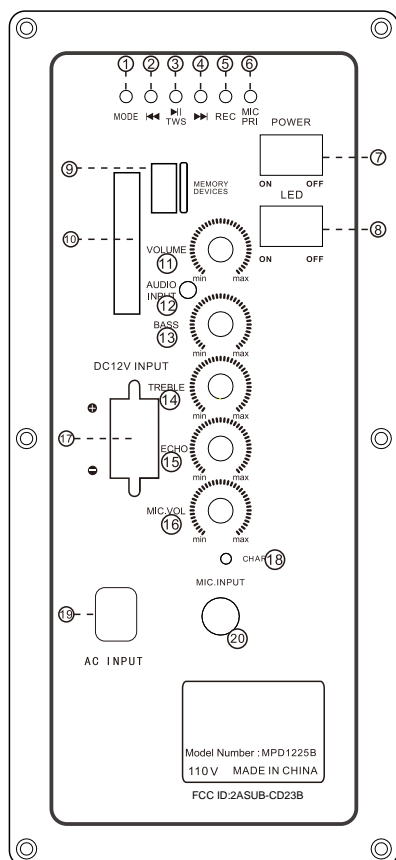 ① ② ③ ④ ⑤ ⑥
MODE REC MIC
TWS PRI
POWER
⑦
ON OFF
⑨
MEMORY
DEVICES
LED
⑩
⑧
ON OFF
VOLUME
⑪
min max
AUDIO
INPUT
⑫
BASS
⑬
min max
DC12V INPUT
TREBLE
⑭
min max
⑰
ECHO
⑮
min max
MIC.VOL
⑯
min max
CHAR ⑱
MIC.INPUT
⑲
⑳
AC INPUT
Model Number : MPD1225B
110V MADE IN CHINA
FCC ID:2ASUB-CD23B